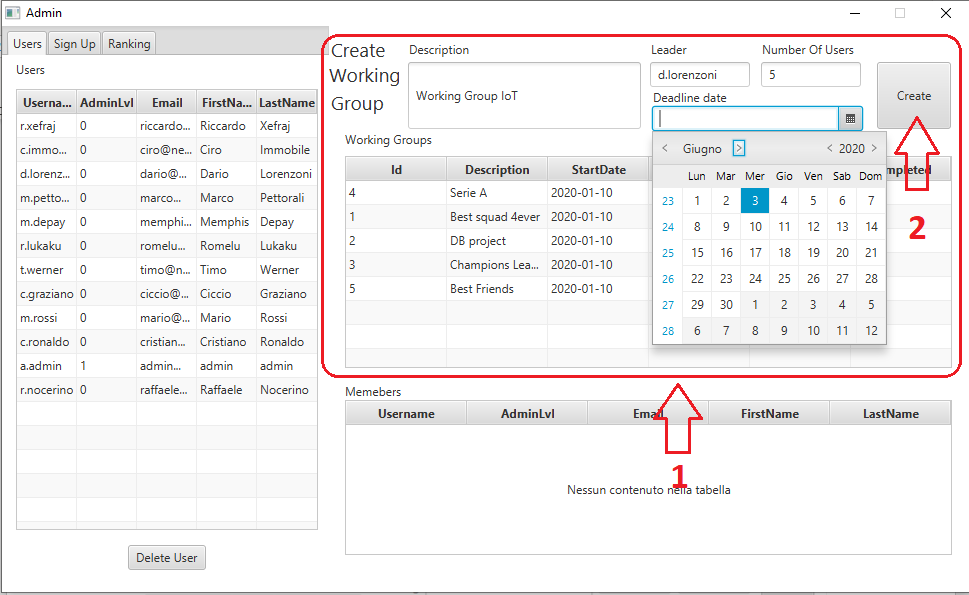 Admin
Users Sign Up Ranking
Users
Userna... AdminLvl Email FirstNa... LastName
r.xefraj 0 riccardo... Riccardo Xefraj
c.immo... 0 ciro@ne... Ciro Immobile
d.lorenz... 0 dario@... Dario Lorenzoni
m.petto... 0 marco... Marco Pettorali
m.depay 0 memphi... Memphis Depay
r.lukaku 0 romelu... Romelu Lukaku
t.werner 0 timo@n... Timo Werner
c.graziano 0 ciccio@... Ciccio Graziano
m.rossi 0 mario@... Mario Rossi
c.ronaldo 0 cristian... Cristiano Ronaldo
a.admin 1 admin... admin admin
r.nocerino 0 raffaele... Raffaele Nocerino
Delete User
Create
Working
Group
Description
Working Group IoT
Leader
d.lorenzoni
Number Of Users
5
Deadline date
Create
Working Groups
Id Description StartDate
4 Serie A 2020-01-10
1 Best squad 4ever 2020-01-10
2 DB project 2020-01-10
3 Champions Lea... 2020-01-10
5 Best Friends 2020-01-10
< Giugno > < 2020 >
Lun Mar Mer Gio Ven Sab Dom
23 1 2 3 4 5 6 7
24 8 9 10 11 12 13 14
25 15 16 17 18 19 20 21
26 22 23 24 25 26 27 28
27 29 30 1 2 3 4 5
28 6 7 8 9 10 11 12
2
Memebers
Username AdminLvl Email FirstName LastName
1
Nessun contenuto nella tabella